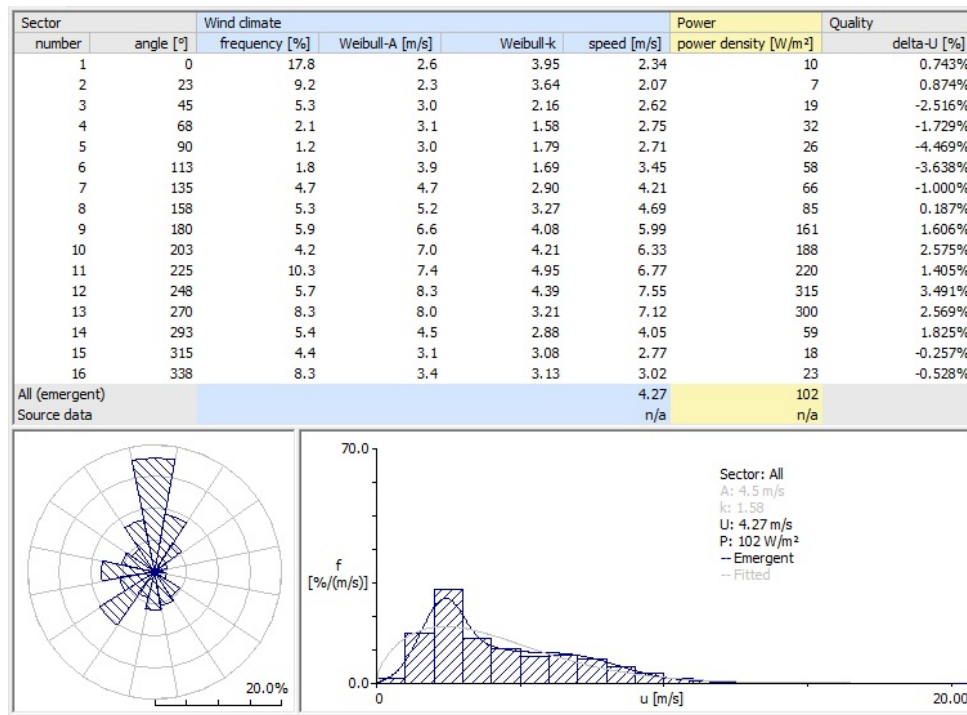 Sector Wind climate Power Quality
number angle [º] frequency [%] Weibull-A [m/s] Weibull-k speed [m/s] power density [W/m²] delta-U [%]
1 0 17.8 2.6 3.95 2.34 10 0.743%
2 23 9.2 2.3 3.64 2.07 7 0.874%
3 45 5.3 3.0 2.16 2.62 19 -2.516%
4 68 2.1 3.1 1.58 2.75 32 -1.729%
5 90 1.2 3.0 1.79 2.71 26 -4.469%
6 113 1.8 3.9 1.69 3.45 58 -3.638%
7 135 4.7 4.7 2.90 4.21 66 -1.000%
8 158 5.3 5.2 3.27 4.69 85 0.187%
9 180 5.9 6.6 4.08 5.99 161 1.606%
10 203 4.2 7.0 4.21 6.33 188 2.575%
11 225 10.3 7.4 4.95 6.77 220 1.405%
12 248 5.7 8.3 4.39 7.55 315 3.491%
13 270 8.3 8.0 3.21 7.12 300 2.569%
14 293 5.4 4.5 2.88 4.05 59 1.825%
15 315 4.4 3.1 3.08 2.77 18 -0.257%
16 338 8.3 3.4 3.13 3.02 23 -0.528%
All (emergent) 4.27 102
Source data n/a n/a
20.0%
70.0
f
[%/(m/s)]
0.0
0 u [m/s] 20.00
Sector: All
A: 4.5 m/s
k: 1.58
U: 4.27 m/s
P: 102 W/m²
-- Emergent
-- Fitted